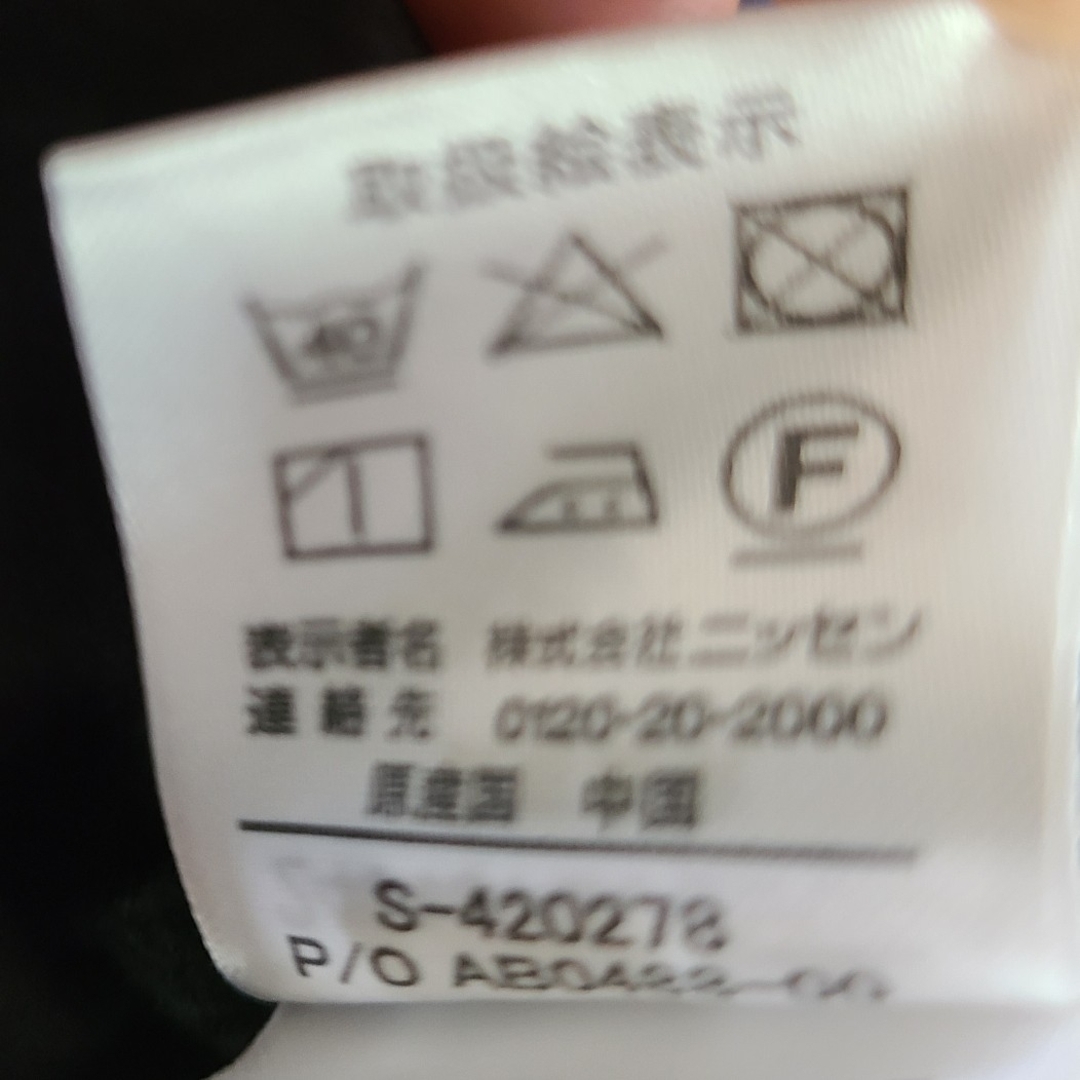 取扱絵表示
40
F
表示者名 株式会社ニッセン
連絡先 0120-20-2000
原産国 中国
S-420278
P/O